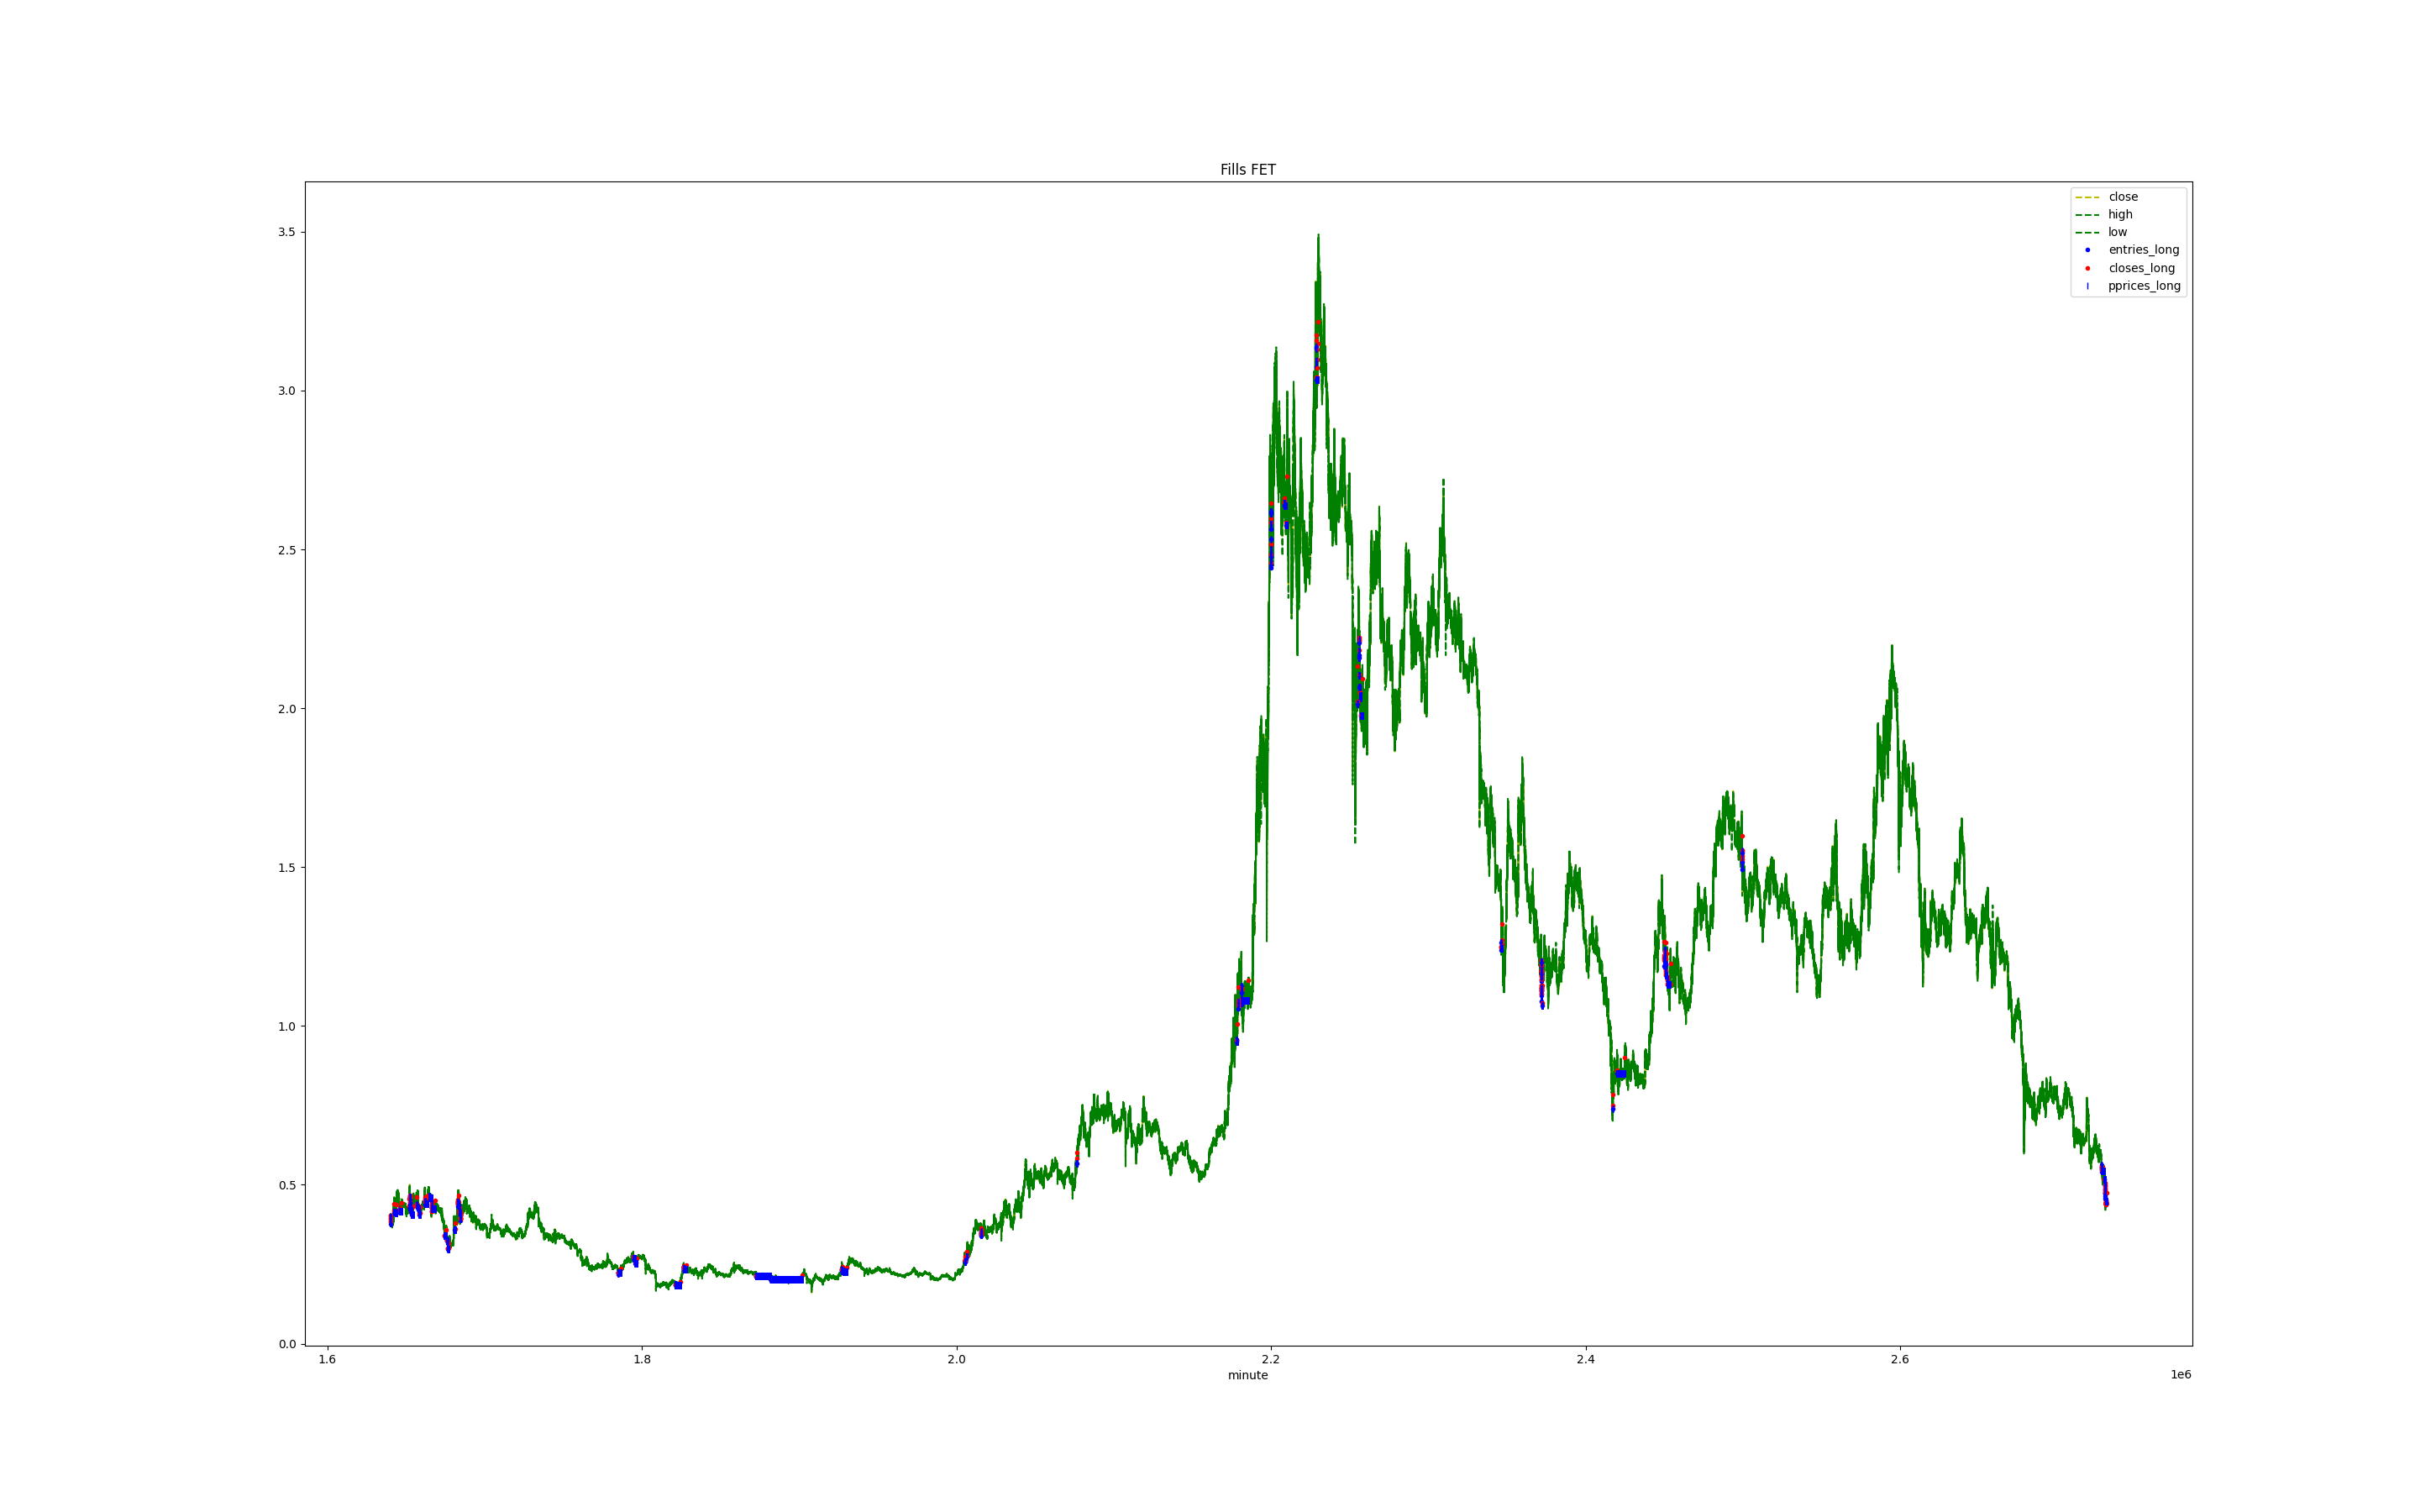 Fills FET
close
high
low
entries_long
closes_long
pprices_long
3.5
3.0
2.5
2.0
1.5
1.0
0.5
0.0
1.6 1.8 2.0 2.2 2.4 2.6
minute
1e6